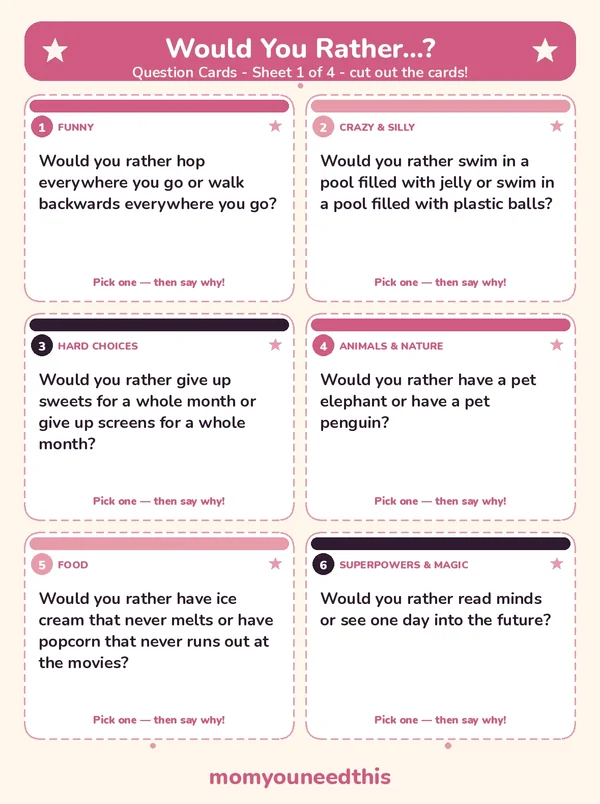 Would You Rather...?
Question Cards - Sheet 1 of 4 - cut out the cards!
1 FUNNY
Would you rather hop
everywhere you go or walk
backwards everywhere you go?
Pick one — then say why!
2 CRAZY & SILLY
Would you rather swim in a
pool filled with jelly or swim in
a pool filled with plastic balls?
Pick one — then say why!
3 HARD CHOICES
Would you rather give up
sweets for a whole month or
give up screens for a whole
month?
Pick one — then say why!
4 ANIMALS & NATURE
Would you rather have a pet
elephant or have a pet
penguin?
Pick one — then say why!
5 FOOD
Would you rather have ice
cream that never melts or have
popcorn that never runs out at
the movies?
Pick one — then say why!
6 SUPERPOWERS & MAGIC
Would you rather read minds
or see one day into the future?
Pick one — then say why!
momyouneedthis